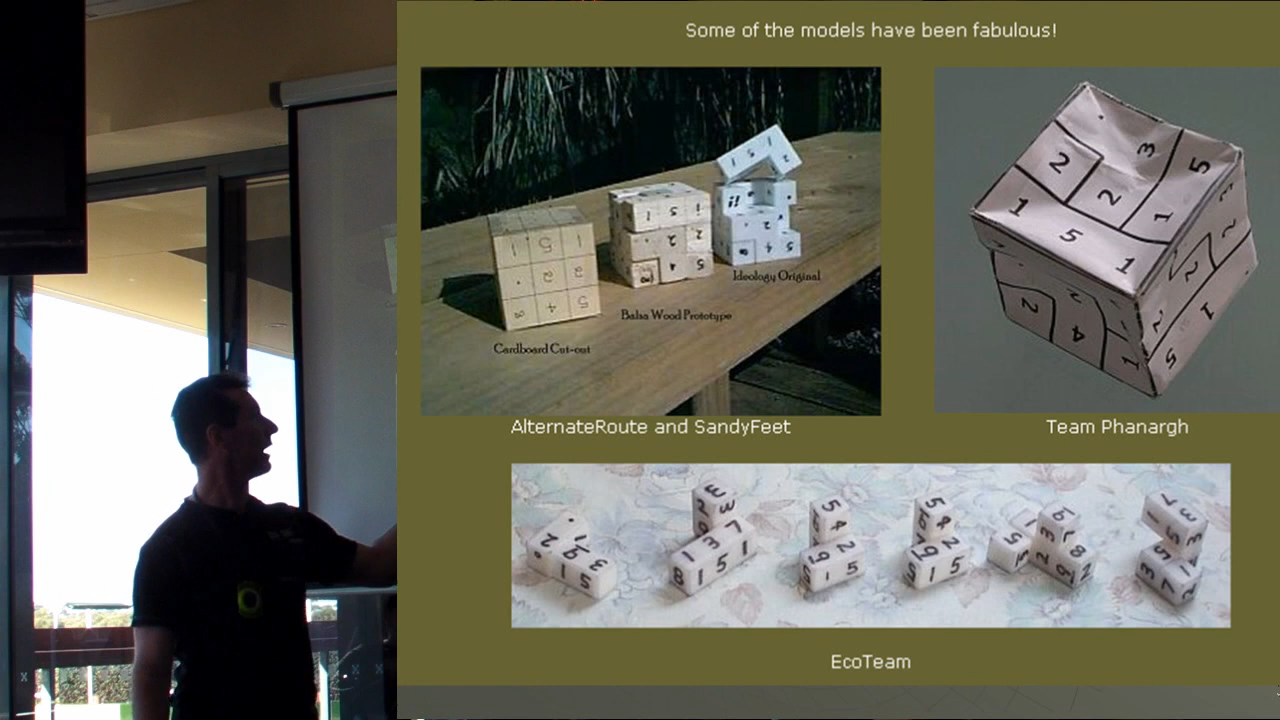 Some of the models have been fabulous!
Cardboard Cut-out
Balsa Wood Prototype
Ideology Original
AlternateRoute and SandyFeet
Team Phanargh
EcoTeam